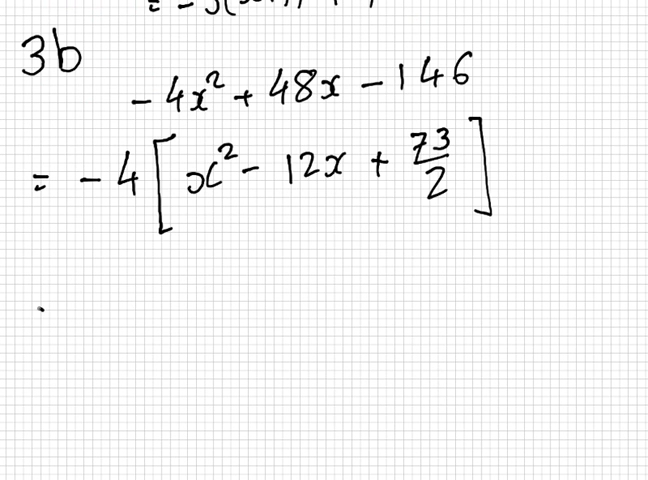 3b
-4x² + 48x - 146
= -4[x² - 12x + 73/2]